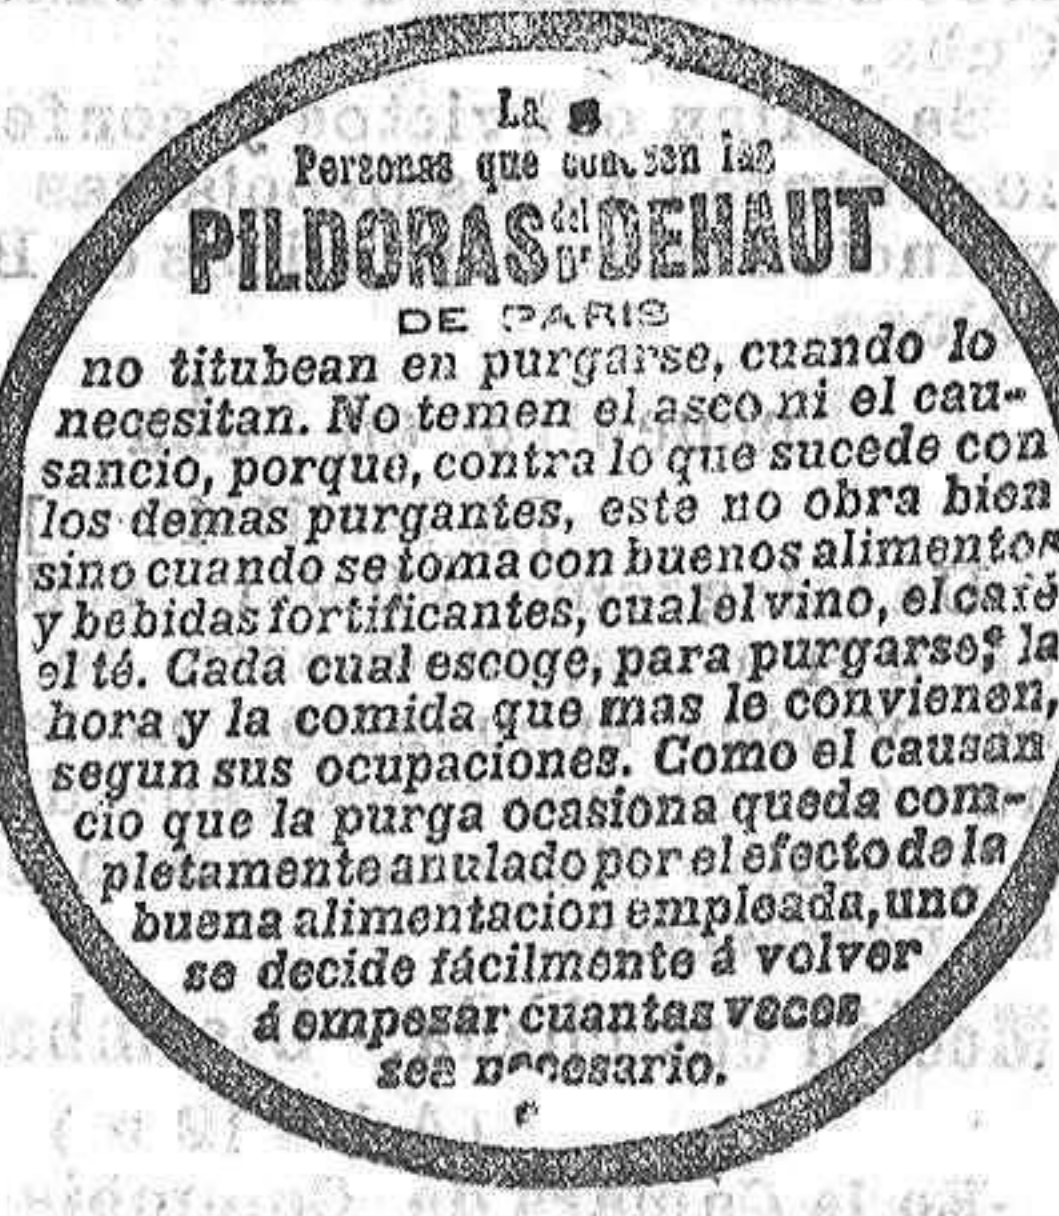 Las
Personas que conocen las
PILDORAS del Dr DEHAUT
DE PARIS
no titubean en purgarse, cuando lo
necesitan. No temen el asco ni el cau-
sancio, porque, contra lo que sucede con
los demas purgantes, este no obra bien
sino cuando se toma con buenos alimentos
y bebidas fortificantes, cual el vino, el café
el té. Cada cual escoge, para purgarse, la
hora y la comida que mas le convienen,
segun sus ocupaciones. Como el causan
cio que la purga ocasiona queda com-
pletamente anulado por el efecto de la
buena alimentacion empleada, uno
se decide fácilmente á volver
á empezar cuantas veces
sea necesario.